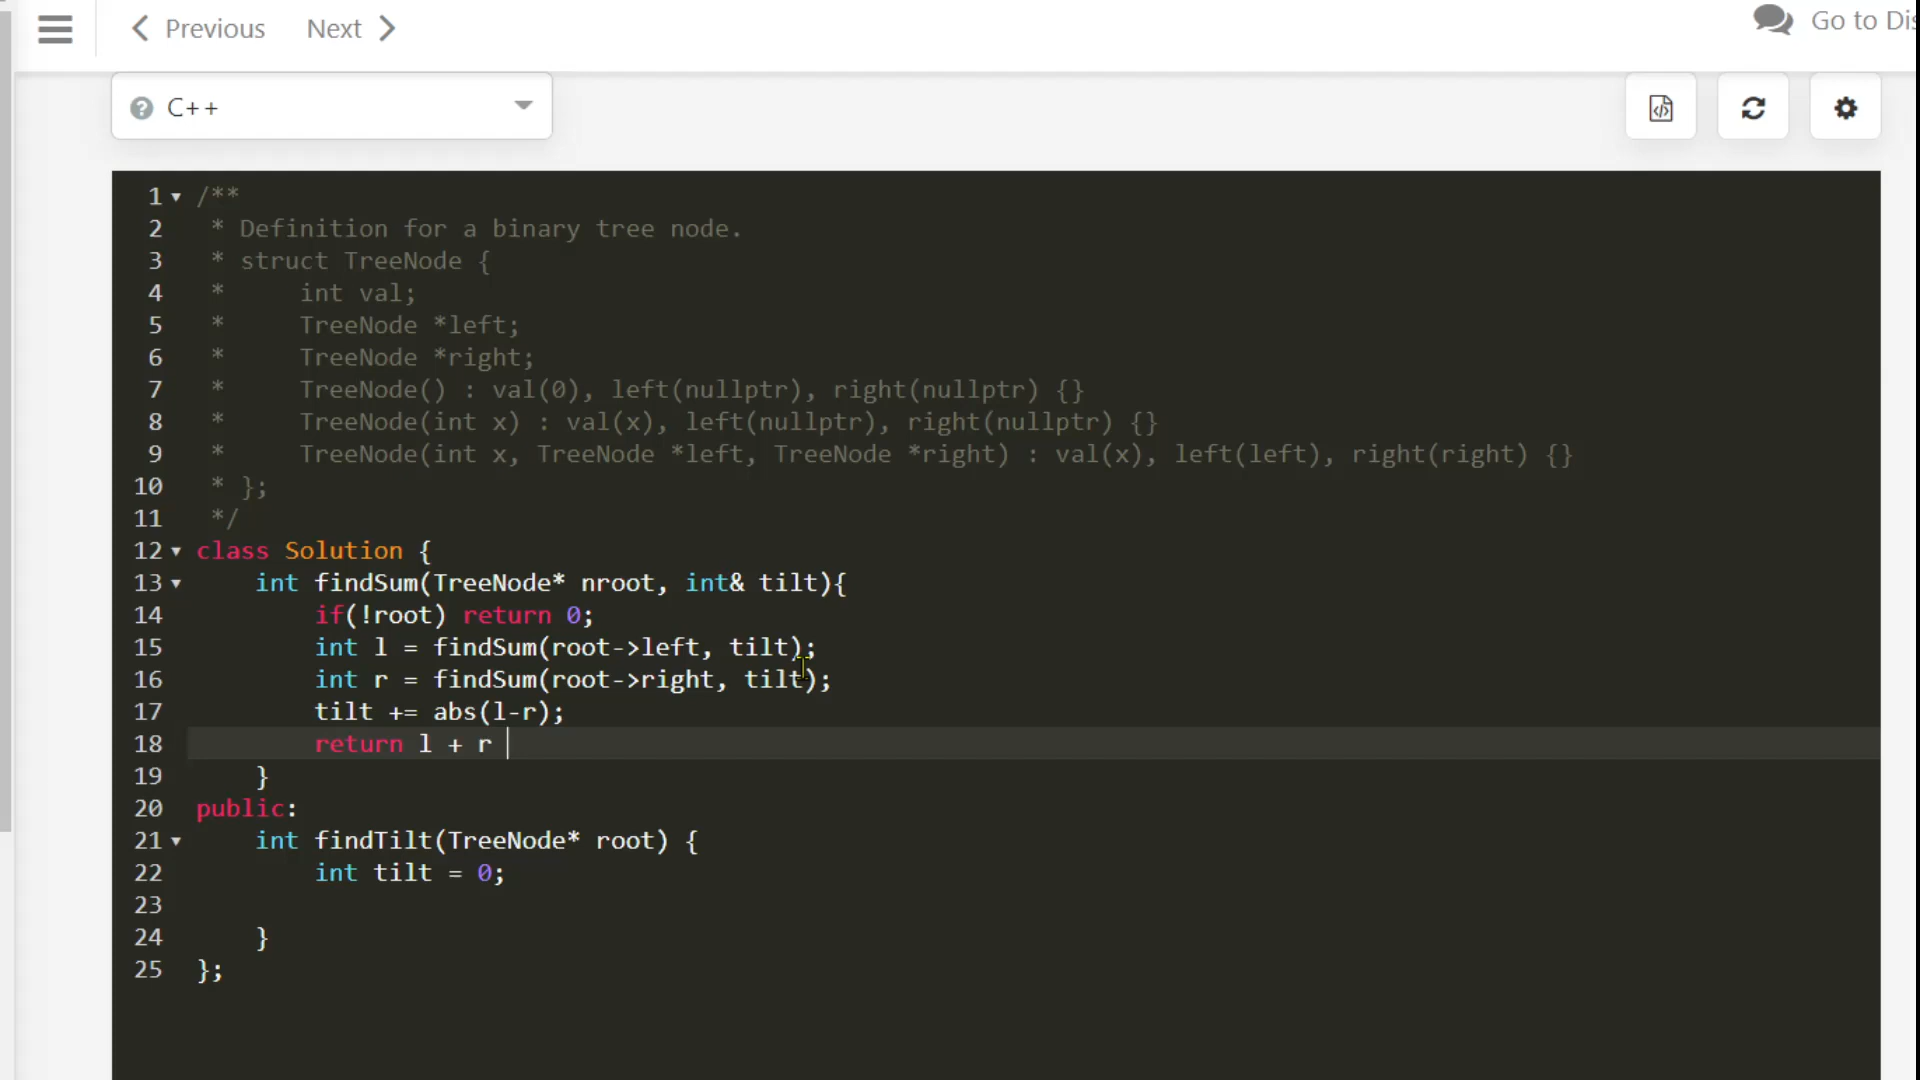 Previous Next Go to Dis
C++
1 /**
2  * Definition for a binary tree node.
3  * struct TreeNode {
4  *     int val;
5  *     TreeNode *left;
6  *     TreeNode *right;
7  *     TreeNode() : val(0), left(nullptr), right(nullptr) {}
8  *     TreeNode(int x) : val(x), left(nullptr), right(nullptr) {}
9  *     TreeNode(int x, TreeNode *left, TreeNode *right) : val(x), left(left), right(right) {}
10  * };
11  */
12 class Solution {
13     int findSum(TreeNode* nroot, int& tilt){
14         if(!root) return 0;
15         int l = findSum(root->left, tilt);
16         int r = findSum(root->right, tilt);
17         tilt += abs(l-r);
18         return l + r
19     }
20 public:
21     int findTilt(TreeNode* root) {
22         int tilt = 0;
23
24     }
25 };